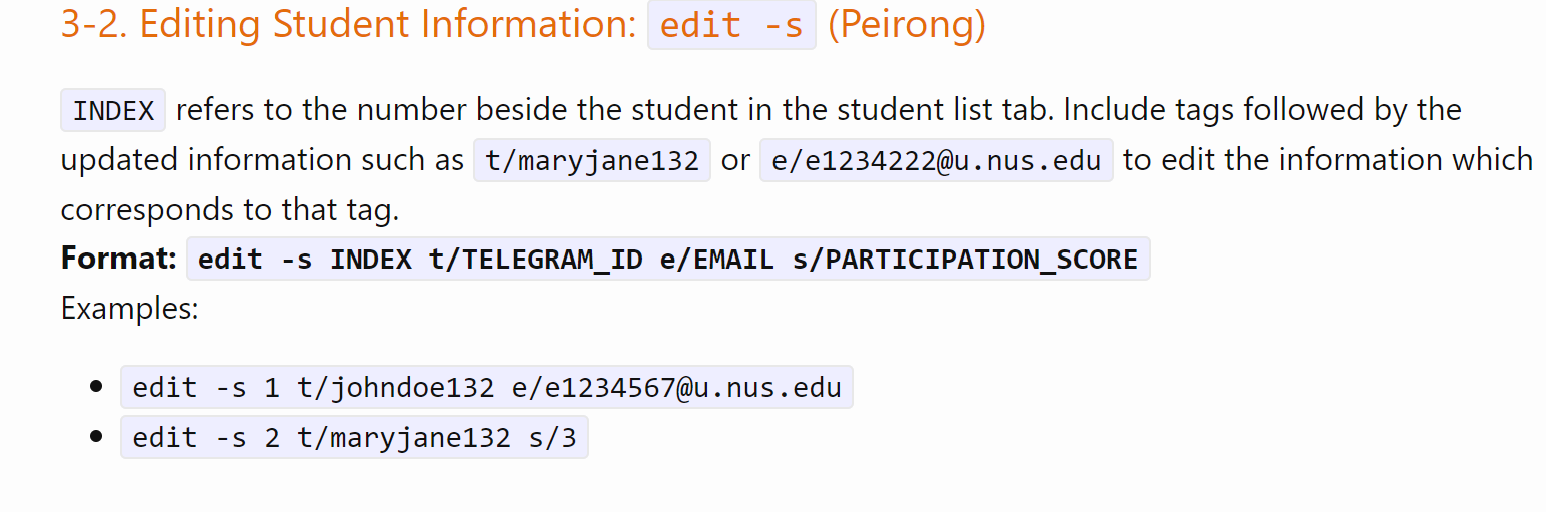 3-2. Editing Student Information: edit -s (Peirong)
INDEX refers to the number beside the student in the student list tab. Include tags followed by the
updated information such as t/maryjane132 or e/e1234222@u.nus.edu to edit the information which
corresponds to that tag.
Format: edit -s INDEX t/TELEGRAM_ID e/EMAIL s/PARTICIPATION_SCORE
Examples:
• edit -s 1 t/johndoe132 e/e1234567@u.nus.edu
• edit -s 2 t/maryjane132 s/3